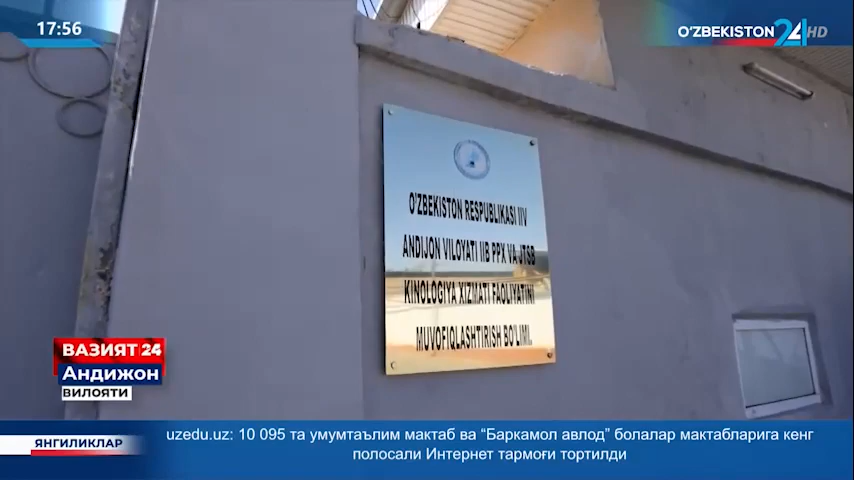 17:56
O'ZBEKISTON 24 HD
O'ZBEKISTON RESPUBLIKASI IIV
ANDIJON VILOYATI IIB PPX VA JTSB
KINOLOGIYA XIZMATI FAOLIYATINI
MUVOFIQLASHTIRISH BO'LIMI.
ВАЗИЯТ 24
Андижон
ВИЛОЯТИ
ЯНГИЛИКЛАР
uzedu.uz: 10 095 та умумтаълим мактаб ва “Баркамол авлод” болалар мактабларига кенг
полосали Интернет тармоғи тортилди